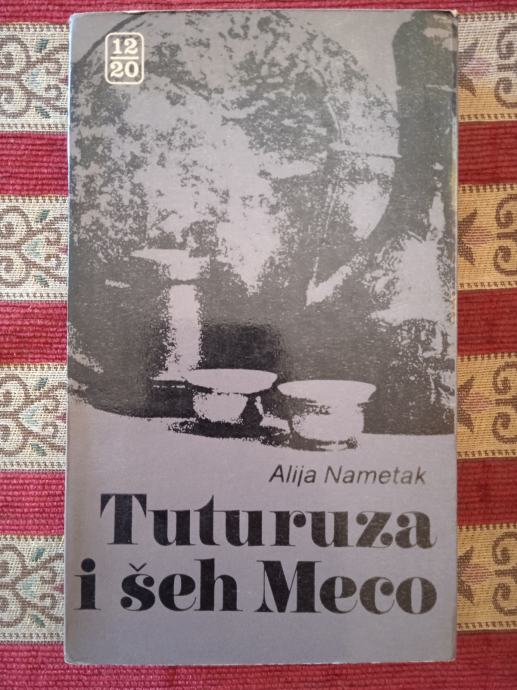 12
20
Alija Nametak
Tuturuza
i šeh Meco